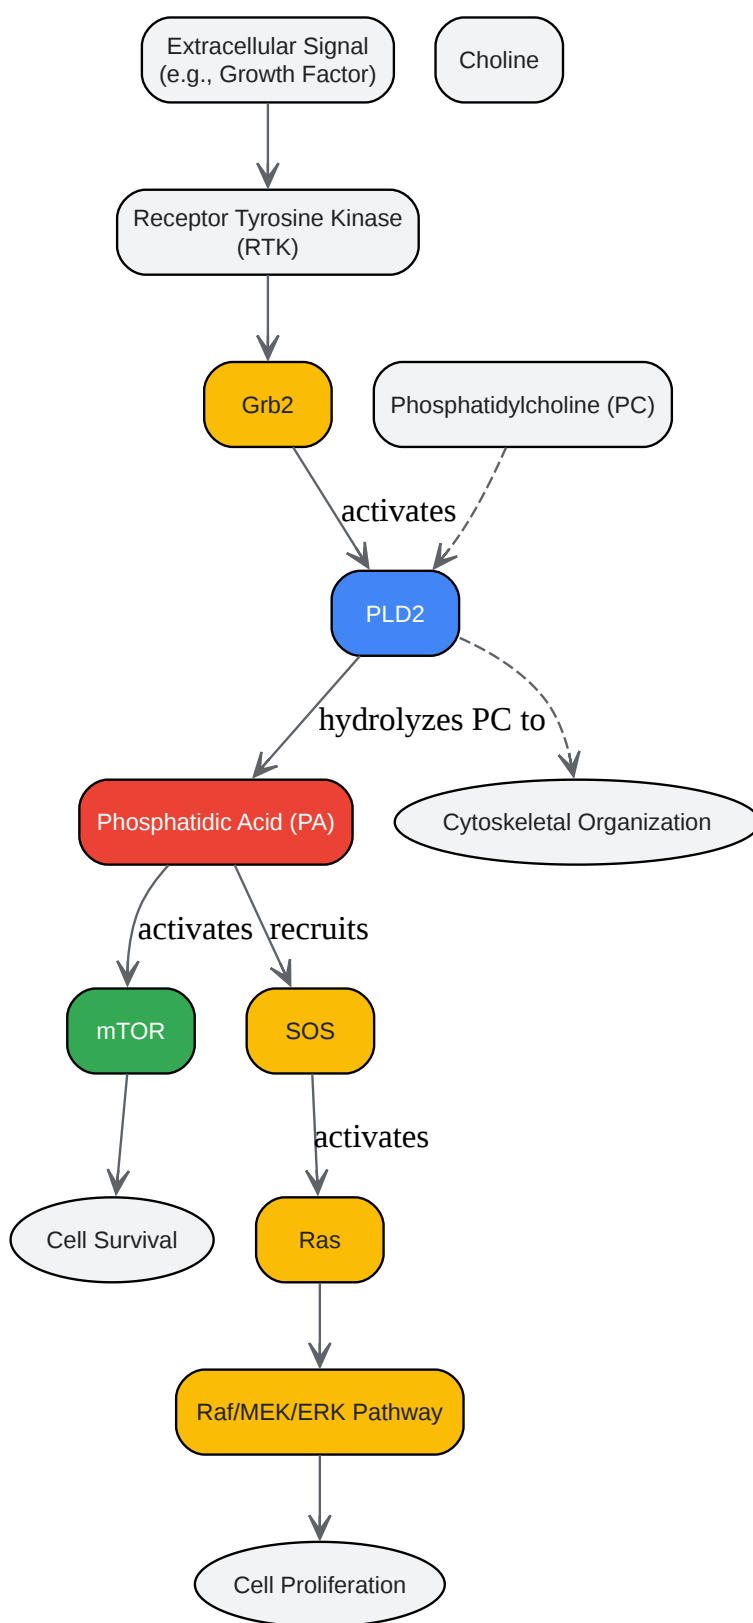 Extracellular Signal
(e.g., Growth Factor)
Choline
Receptor Tyrosine Kinase
(RTK)
Grb2
Phosphatidylcholine (PC)
activates
PLD2
hydrolyzes PC to
Phosphatidic Acid (PA)
Cytoskeletal Organization
activates
recruits
mTOR
SOS
activates
Cell Survival
Ras
Raf/MEK/ERK Pathway
Cell Proliferation